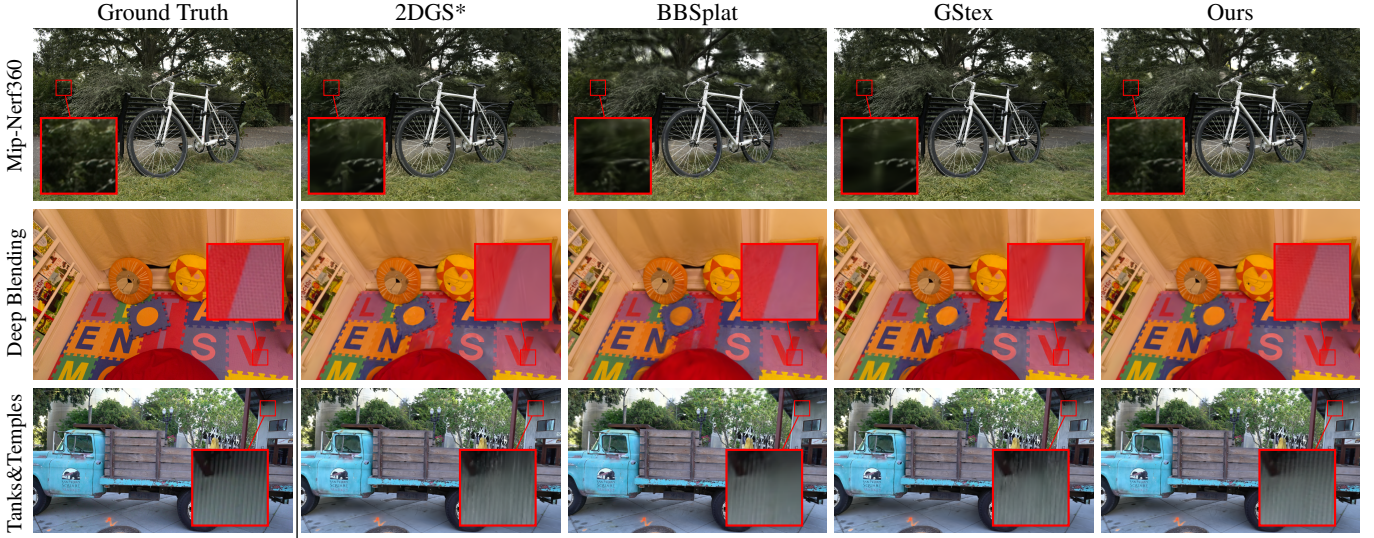 Ground Truth
2DGS*
BBSplat
GStex
Ours
Mip-Nerf360
Deep Blending
Tanks&Temples